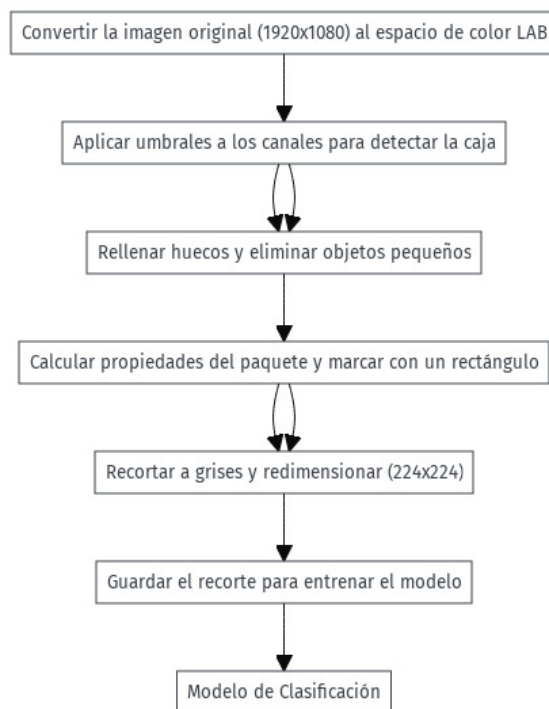 Convertir la imagen original (1920x1080) al espacio de color LAB
Aplicar umbrales a los canales para detectar la caja
Rellenar huecos y eliminar objetos pequeños
Calcular propiedades del paquete y marcar con un rectángulo
Recortar a grises y redimensionar (224x224)
Guardar el recorte para entrenar el modelo
Modelo de Clasificación